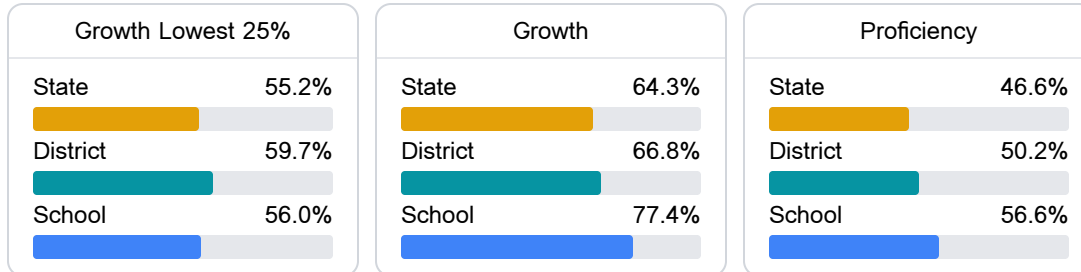 Growth Lowest 25%
State 55.2%
District 59.7%
School 56.0%
Growth
State 64.3%
District 66.8%
School 77.4%
Proficiency
State 46.6%
District 50.2%
School 56.6%